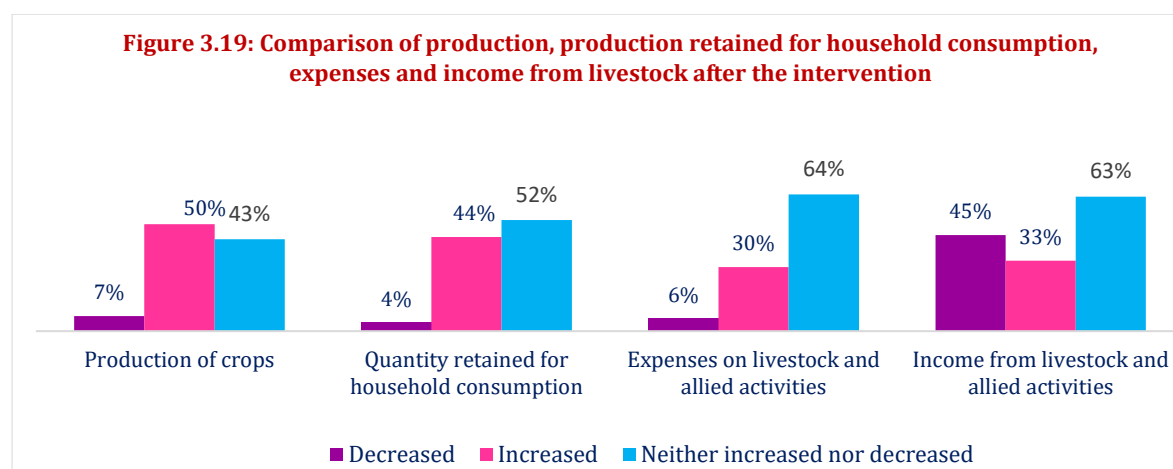 Figure 3.19: Comparison of production, production retained for household consumption,
expenses and income from livestock after the intervention
7%
50%
43%
4%
44%
52%
6%
30%
64%
45%
33%
63%
Production of crops
Quantity retained for
household consumption
Expenses on livestock and
allied activities
Income from livestock and
allied activities
Decreased
Increased
Neither increased nor decreased